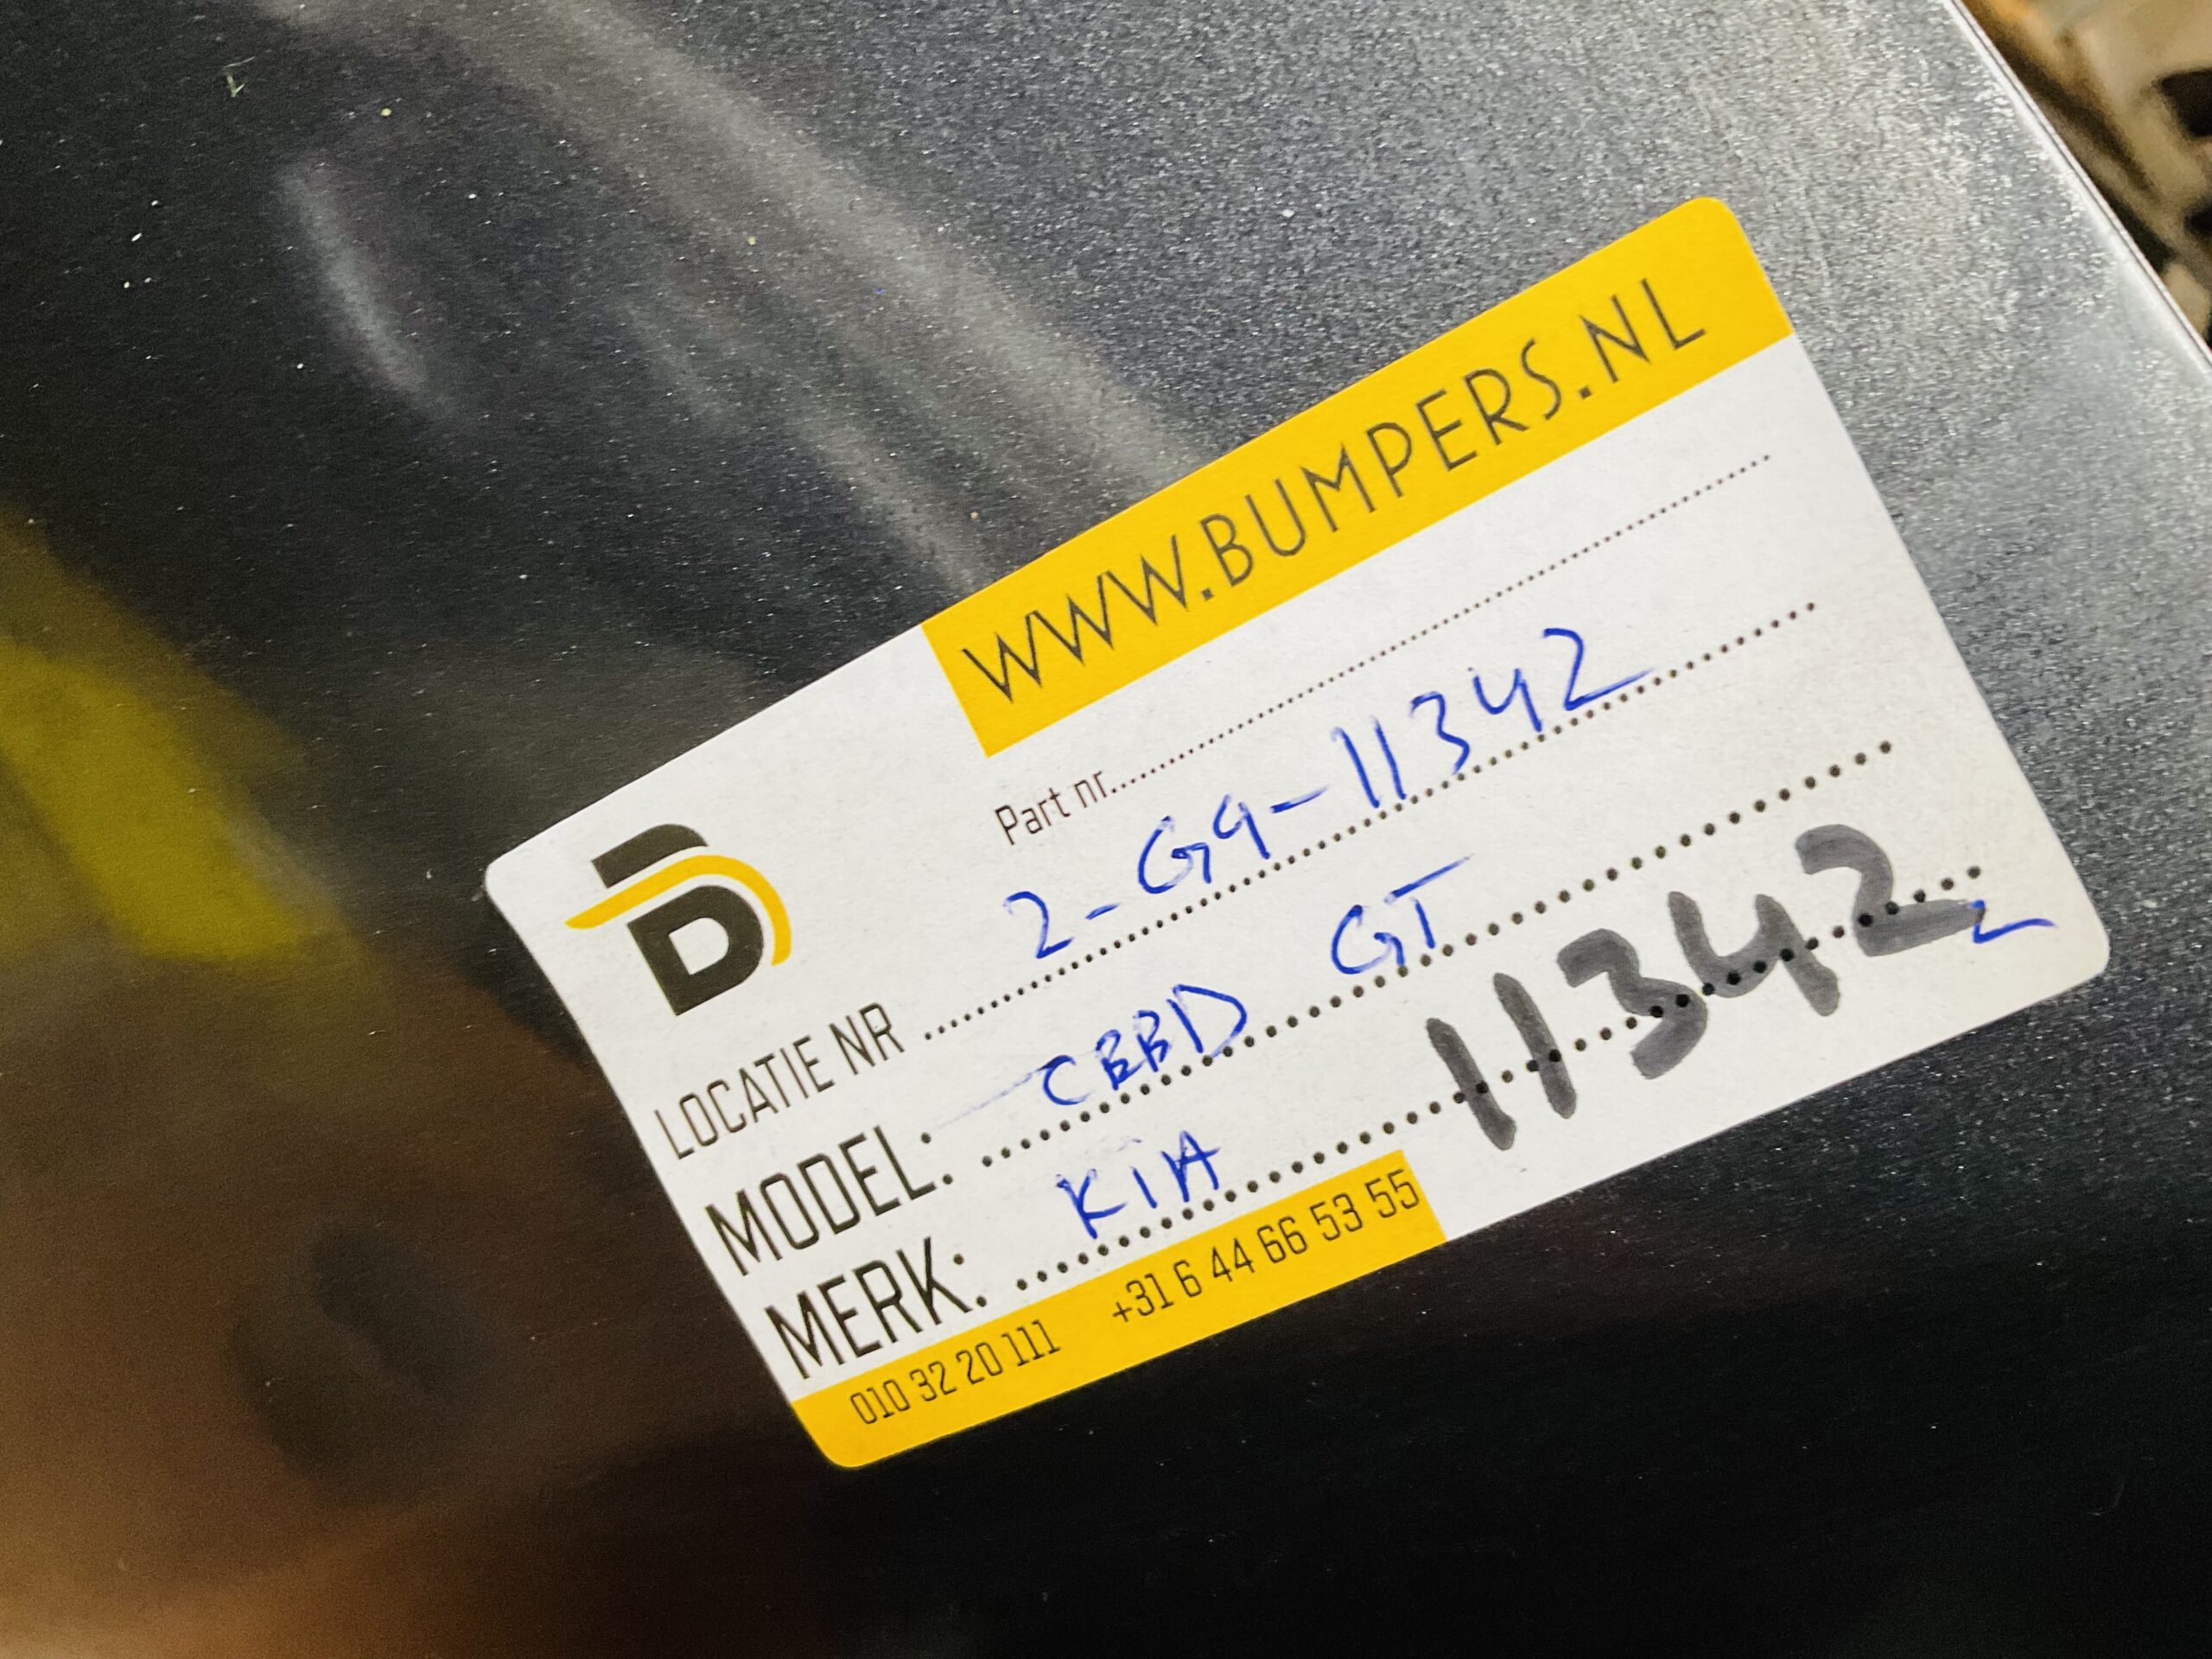 WWW.BUMPERS.NL
Part nr.
LOCATIE NR 2-G9-11342
MODEL: CEED GT
MERK: KIA
11342
010 32 20 111 +31 6 44 66 53 55